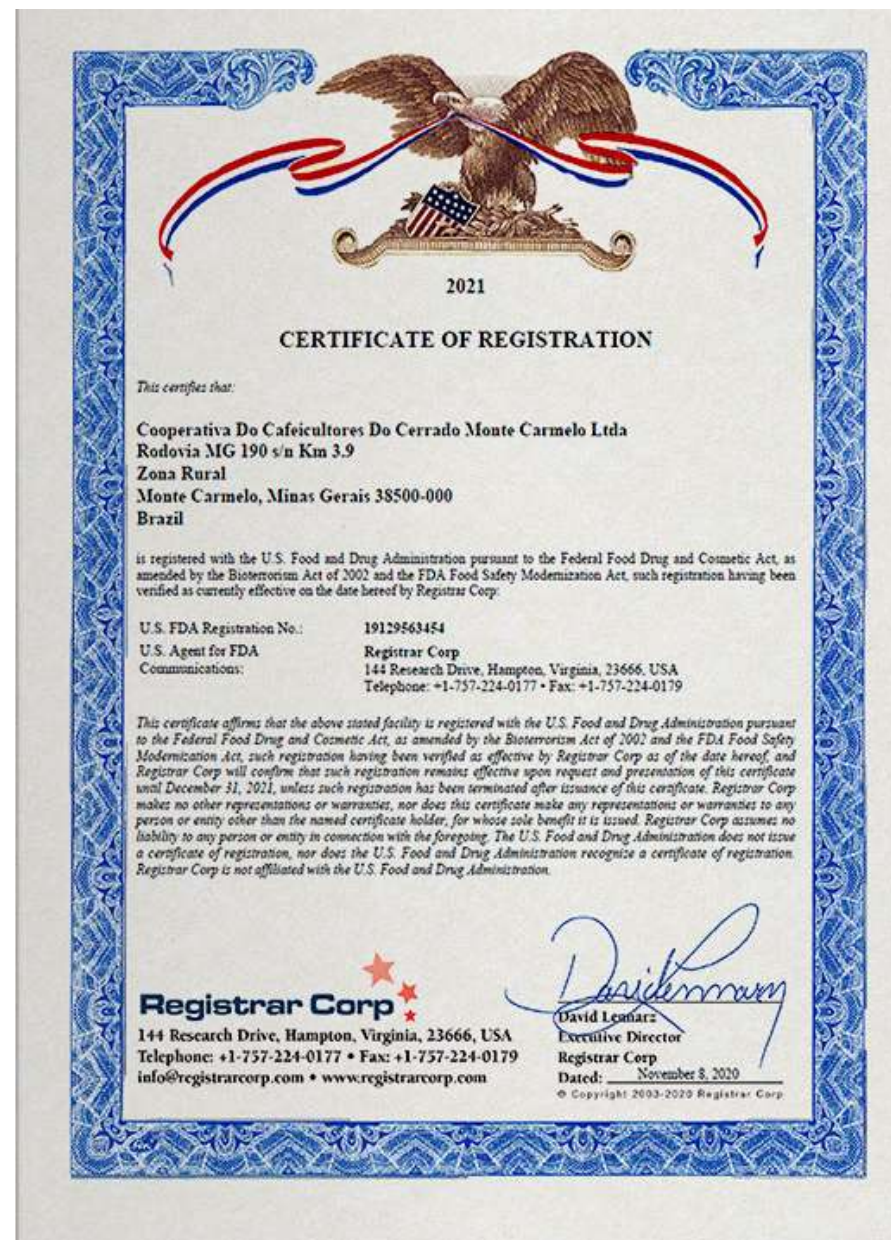 2021
CERTIFICATE OF REGISTRATION
This certifies that:
Cooperativa Do Cafeicultores Do Cerrado Monte Carmelo Ltda
Rodovia MG 190 s/n Km 3.9
Zona Rural
Monte Carmelo, Minas Gerais 38500-000
Brazil
is registered with the U.S. Food and Drug Administration pursuant to the Federal Food Drug and Cosmetic Act, as
amended by the Bioterrorism Act of 2002 and the FDA Food Safety Modernization Act, such registration having been
verified as currently effective on the date hereof by Registrar Corp:
U.S. FDA Registration No.: 19129563454
U.S. Agent for FDA Registrar Corp
Communications: 144 Research Drive, Hampton, Virginia, 23666, USA
Telephone: +1-757-224-0177 • Fax: +1-757-224-0179
This certificate affirms that the above stated facility is registered with the U.S. Food and Drug Administration pursuant
to the Federal Food Drug and Cosmetic Act, as amended by the Bioterrorism Act of 2002 and the FDA Food Safety
Modernization Act, such registration having been verified as effective by Registrar Corp as of the date hereof, and
Registrar Corp will confirm that such registration remains effective upon request and presentation of this certificate
until December 31, 2021, unless such registration has been terminated after issuance of this certificate. Registrar Corp
makes no other representations or warranties, nor does this certificate make any representations or warranties to any
person or entity other than the named certificate holder, for whose sole benefit it is issued. Registrar Corp assumes no
liability to any person or entity in connection with the foregoing. The U.S. Food and Drug Administration does not issue
a certificate of registration, nor does the U.S. Food and Drug Administration recognize a certificate of registration.
Registrar Corp is not affiliated with the U.S. Food and Drug Administration.
Registrar Corp
144 Research Drive, Hampton, Virginia, 23666, USA
Telephone: +1-757-224-0177 • Fax: +1-757-224-0179
info@registrarcorp.com • www.registrarcorp.com
David Lennarz
Executive Director
Registrar Corp
Dated: November 8, 2020
© Copyright 2003-2020 Registrar Corp